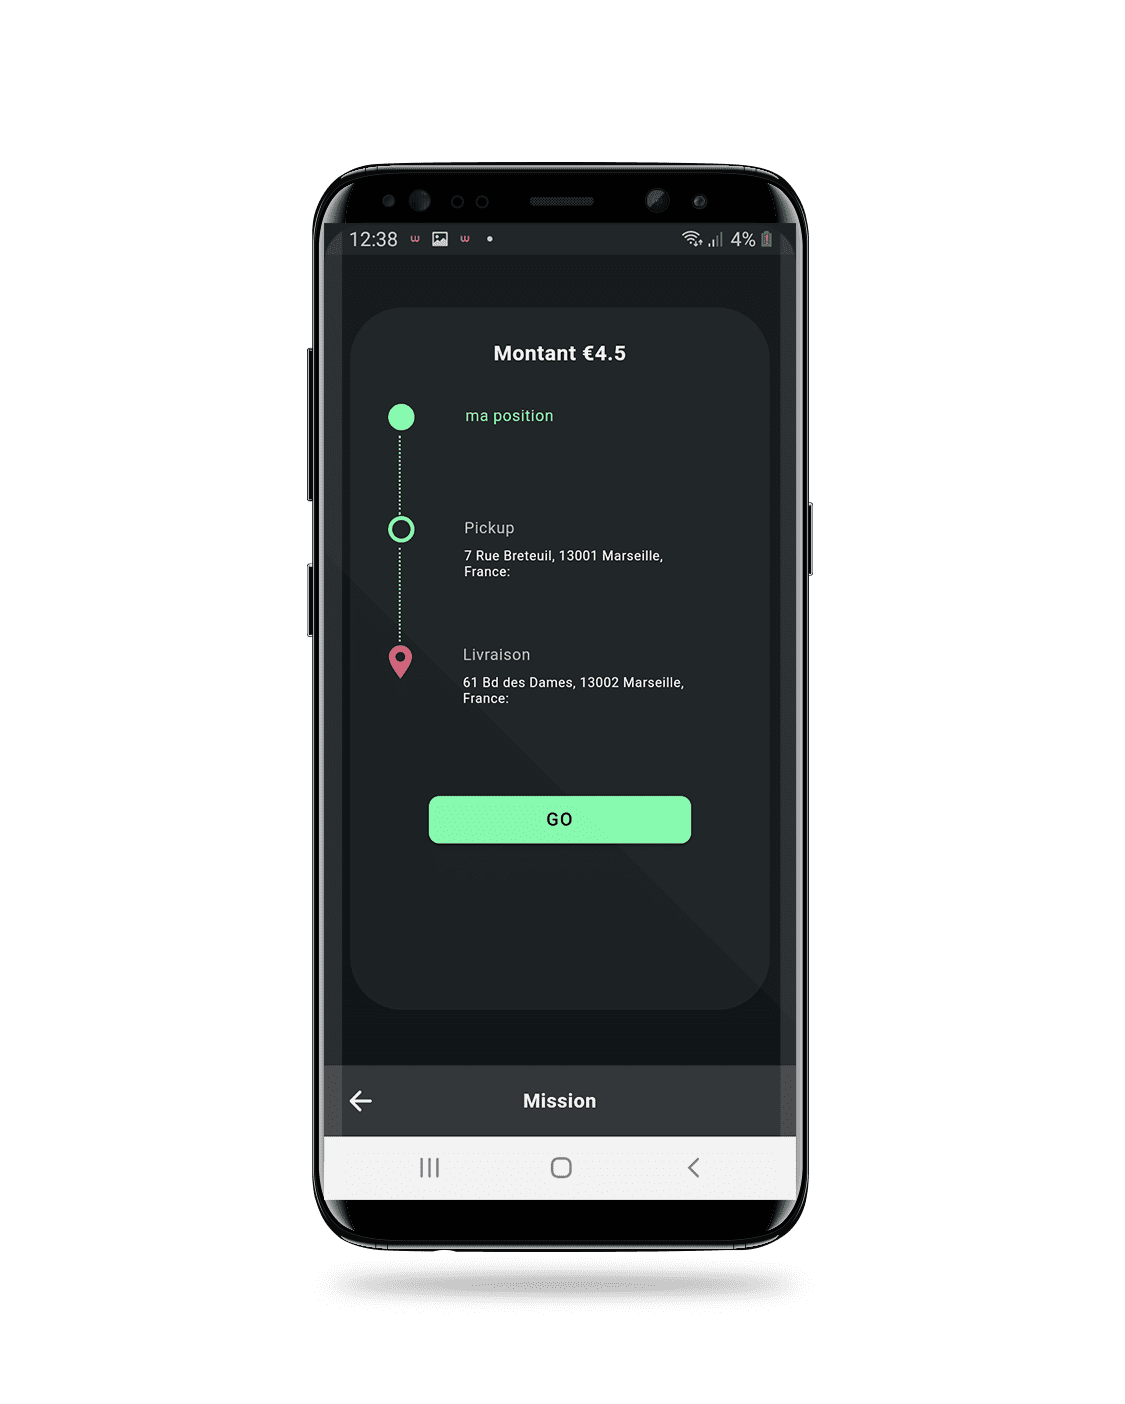 12:38 w w 4%
Montant €4.5
ma position
Pickup
7 Rue Breteuil, 13001 Marseille,
France:
Livraison
61 Bd des Dames, 13002 Marseille,
France:
GO
Mission